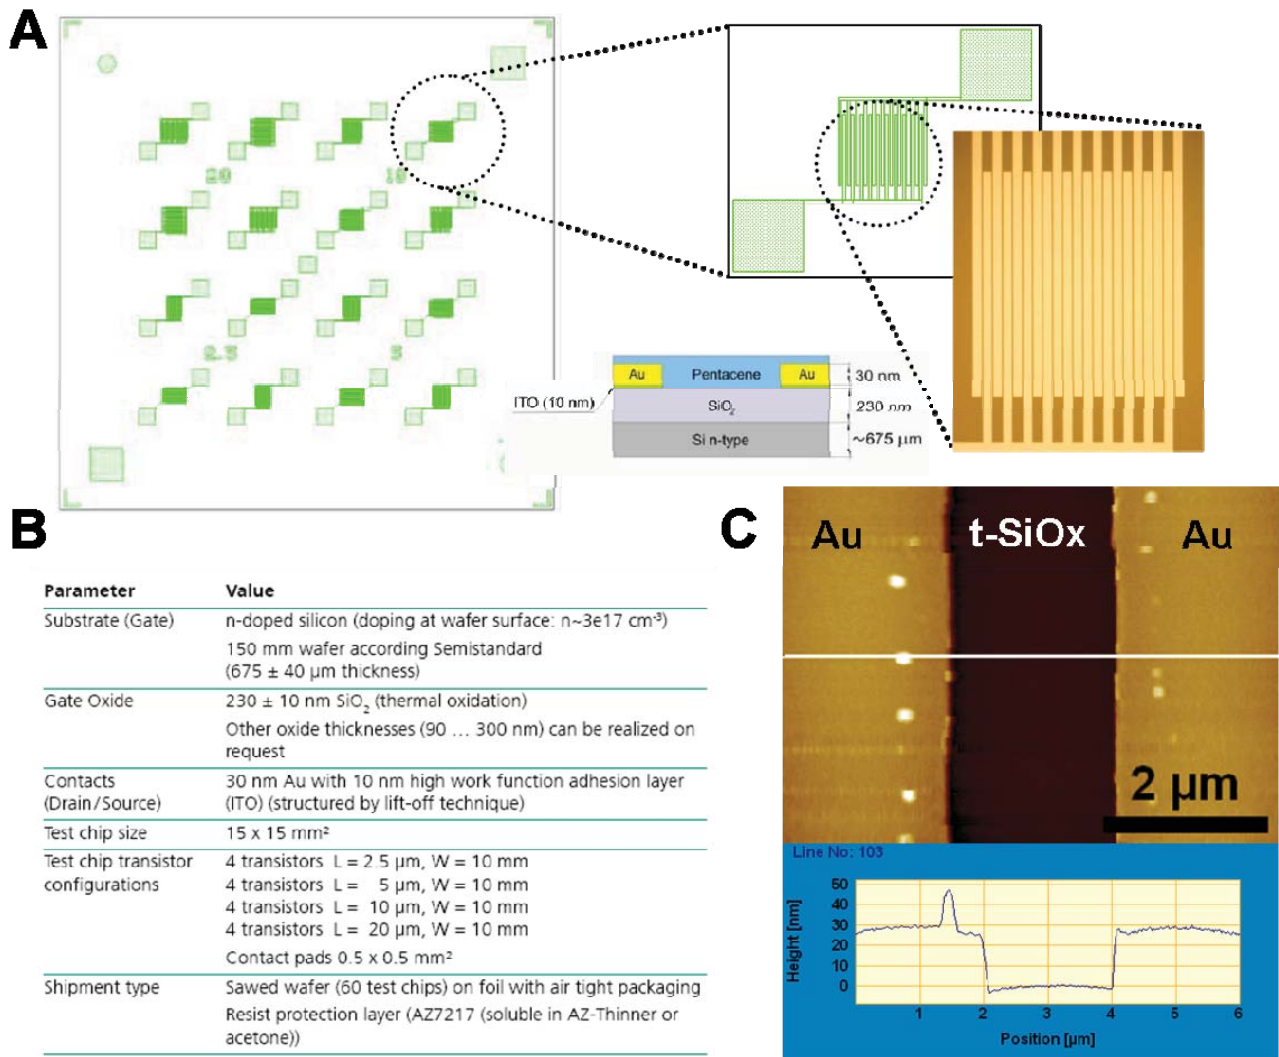 A
20
10
2.5
5
Au
Pentacene
Au
30 nm
ITO (10 nm)
SiO2
230 nm
Si n-type
~675 µm
B
Parameter Value
Substrate (Gate) n-doped silicon (doping at wafer surface: n~3e17 cm⁻³)
150 mm wafer according Semistandard
(675 ± 40 µm thickness)
Gate Oxide 230 ± 10 nm SiO₂ (thermal oxidation)
Other oxide thicknesses (90 … 300 nm) can be realized on
request
Contacts 30 nm Au with 10 nm high work function adhesion layer
(Drain/Source) (ITO) (structured by lift-off technique)
Test chip size 15 x 15 mm²
Test chip transistor 4 transistors L = 2.5 µm, W = 10 mm
configurations 4 transistors L = 5 µm, W = 10 mm
4 transistors L = 10 µm, W = 10 mm
4 transistors L = 20 µm, W = 10 mm
Contact pads 0.5 x 0.5 mm²
Shipment type Sawed wafer (60 test chips) on foil with air tight packaging
Resist protection layer (AZ7217 (soluble in AZ-Thinner or
acetone))
C
Au
t-SiOx
Au
2 µm
Line No: 103
Height [nm]
50
40
30
20
10
0
1 2 3 4 5 6
Position [µm]